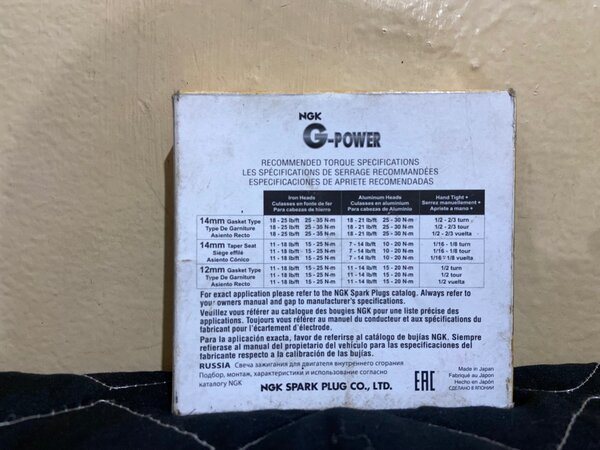 NGK
G-POWER
RECOMMENDED TORQUE SPECIFICATIONS
LES SPÉCIFICATIONS DE SERRAGE RECOMMANDÉES
ESPECIFICACIONES DE APRIETE RECOMENDADAS
Iron Heads Aluminum Heads Hand Tight +
Culasses en fonte de fer Culasses en aluminium Serrez manuellement +
Para cabezas de hierro Para cabezas de Aluminio Apriete a mano +
14mm Gasket Type 18 - 25 lb/ft 25 - 35 N·m 18 - 21 lb/ft 25 - 30 N·m 1/2 - 2/3 turn
Type De Garniture 18 - 25 lb/ft 25 - 35 N·m 18 - 21 lb/ft 25 - 30 N·m 1/2 - 2/3 tour
Asiento Recto 18 - 25 lb/ft 25 - 35 N·m 18 - 21 lb/ft 25 - 30 N·m 1/2 - 2/3 vuelta
14mm Taper Seat 11 - 18 lb/ft 15 - 25 N·m 7 - 14 lb/ft 10 - 20 N·m 1/16 - 1/8 turn
Siège effilé 11 - 18 lb/ft 15 - 25 N·m 7 - 14 lb/ft 10 - 20 N·m 1/16 - 1/8 tour
Asiento Cónico 11 - 18 lb/ft 15 - 25 N·m 7 - 14 lb/ft 10 - 20 N·m 1/16 - 1/8 vuelta
12mm Gasket Type 11 - 18 lb/ft 15 - 25 N·m 11 - 14 lb/ft 15 - 20 N·m 1/2 turn
Type De Garniture 11 - 18 lb/ft 15 - 25 N·m 11 - 14 lb/ft 15 - 20 N·m 1/2 tour
Asiento Recto 11 - 18 lb/ft 15 - 25 N·m 11 - 14 lb/ft 15 - 20 N·m 1/2 vuelta
For exact application please refer to the NGK Spark Plugs catalog. Always refer to
your owners manual and gap to manufacturer's specifications.
Veuillez vous référer au catalogue des bougies NGK pour une liste précise des
applications. Toujours vous référer au manuel du conducteur et aux spécifications du
fabricant pour l'écartement d'électrode.
Para la aplicación exacta, favor de referirse al catálogo de bujías NGK. Siempre
refierase al manual del propietario del vehículo para las especificaciones del
fabricante respecto a la calibración de las bujías.
RUSSIA Свеча зажигания для двигателя внутреннего сгорания
Подбор, монтаж, характеристики и использование согласно
каталогу NGK
NGK SPARK PLUG CO., LTD.
EAC
Made in Japan
Fabriqué au Japon
Hecho en Japón
СДЕЛАНО В ЯПОНИИ